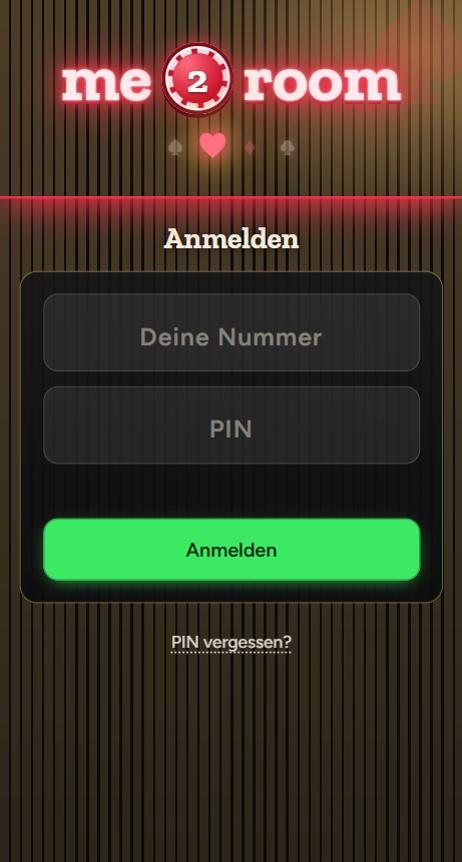 me 2 room
Anmelden
Deine Nummer
PIN
Anmelden
PIN vergessen?